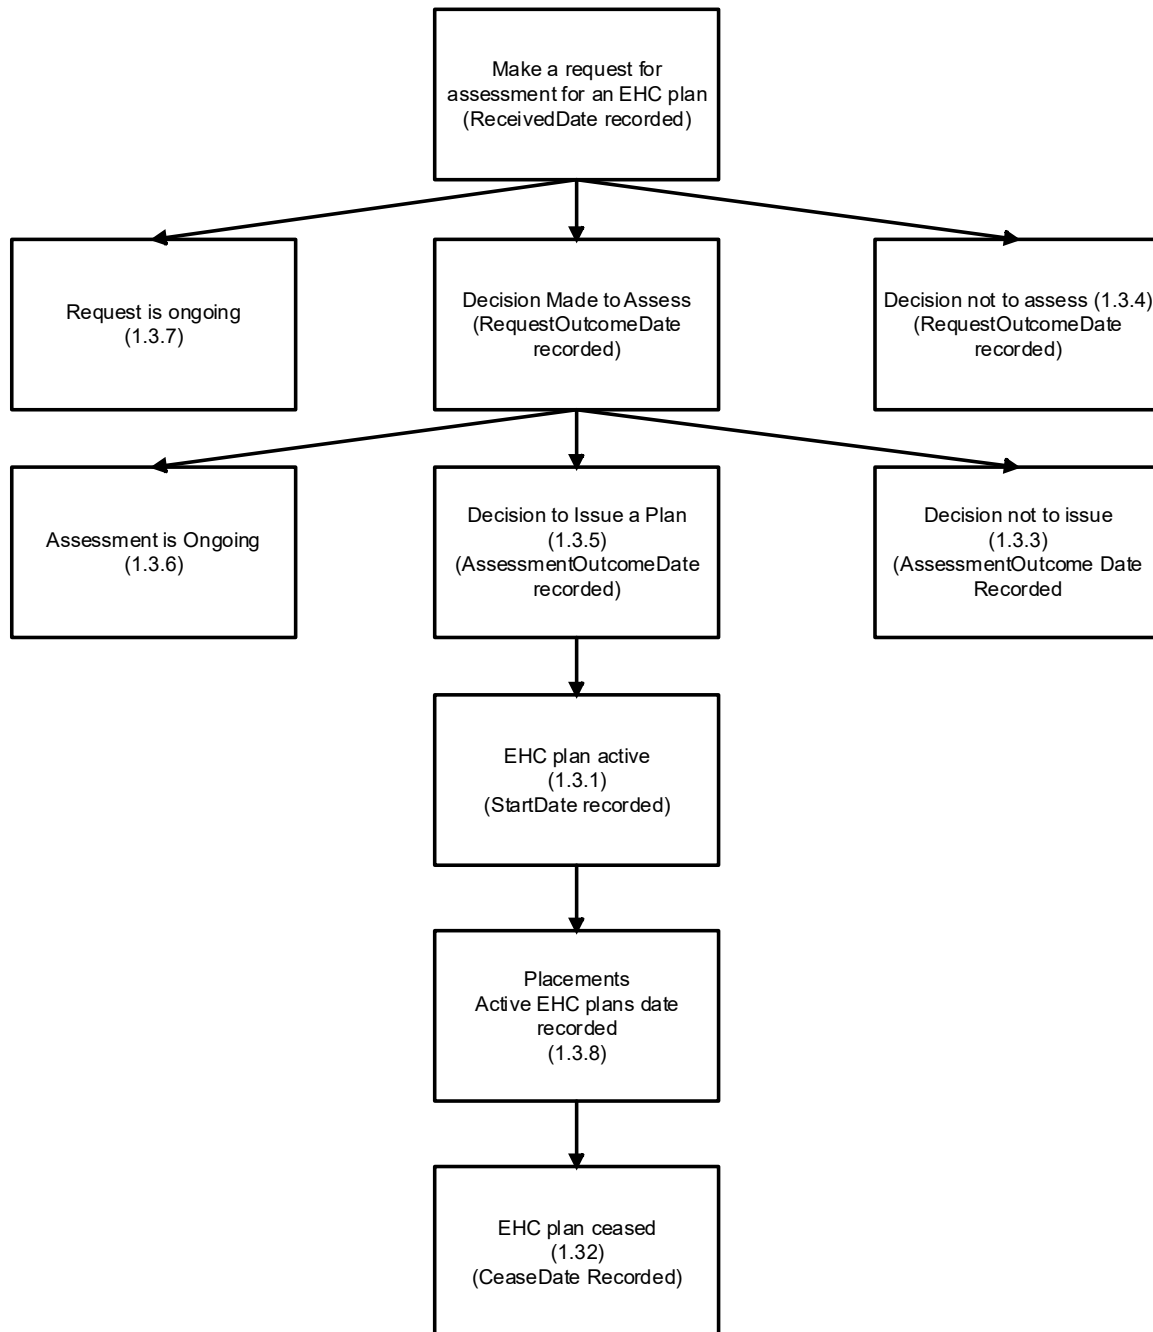 Make a request for
assessment for an EHC plan
(ReceivedDate recorded)
Request is ongoing
(1.3.7)
Decision Made to Assess
(RequestOutcomeDate
recorded)
Decision not to assess (1.3.4)
(RequestOutcomeDate
recorded)
Assessment is Ongoing
(1.3.6)
Decision to Issue a Plan
(1.3.5)
(AssessmentOutcomeDate
recorded)
Decision not to issue
(1.3.3)
(AssessmentOutcome Date
Recorded
EHC plan active
(1.3.1)
(StartDate recorded)
Placements
Active EHC plans date
recorded
(1.3.8)
EHC plan ceased
(1.32)
(CeaseDate Recorded)